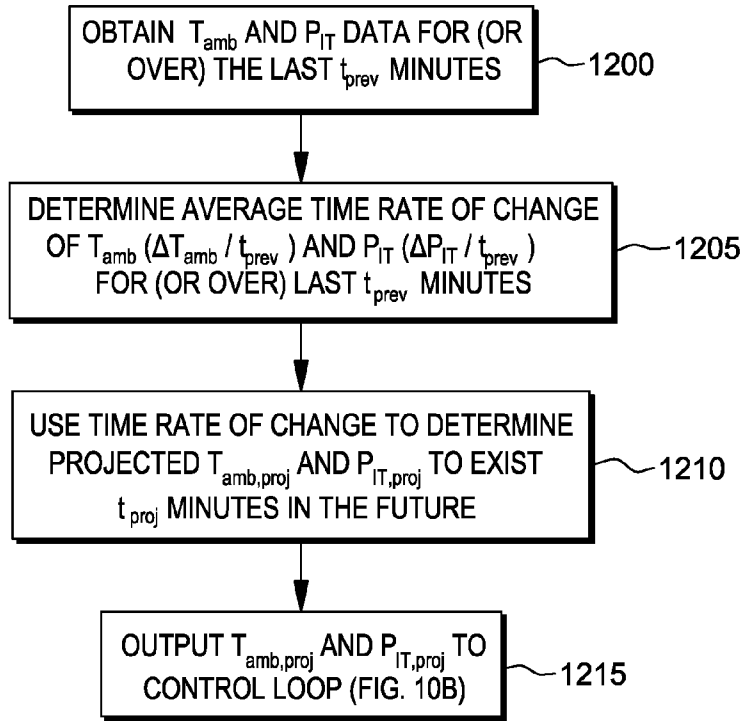 OBTAIN T_amb AND P_IT DATA FOR (OR
OVER) THE LAST t_prev MINUTES
1200
DETERMINE AVERAGE TIME RATE OF CHANGE
OF T_amb (ΔT_amb / t_prev) AND P_IT (ΔP_IT / t_prev)
FOR (OR OVER) LAST t_prev MINUTES
1205
USE TIME RATE OF CHANGE TO DETERMINE
PROJECTED T_amb,proj AND P_IT,proj TO EXIST
t_proj MINUTES IN THE FUTURE
1210
OUTPUT T_amb,proj AND P_IT,proj TO
CONTROL LOOP (FIG. 10B)
1215